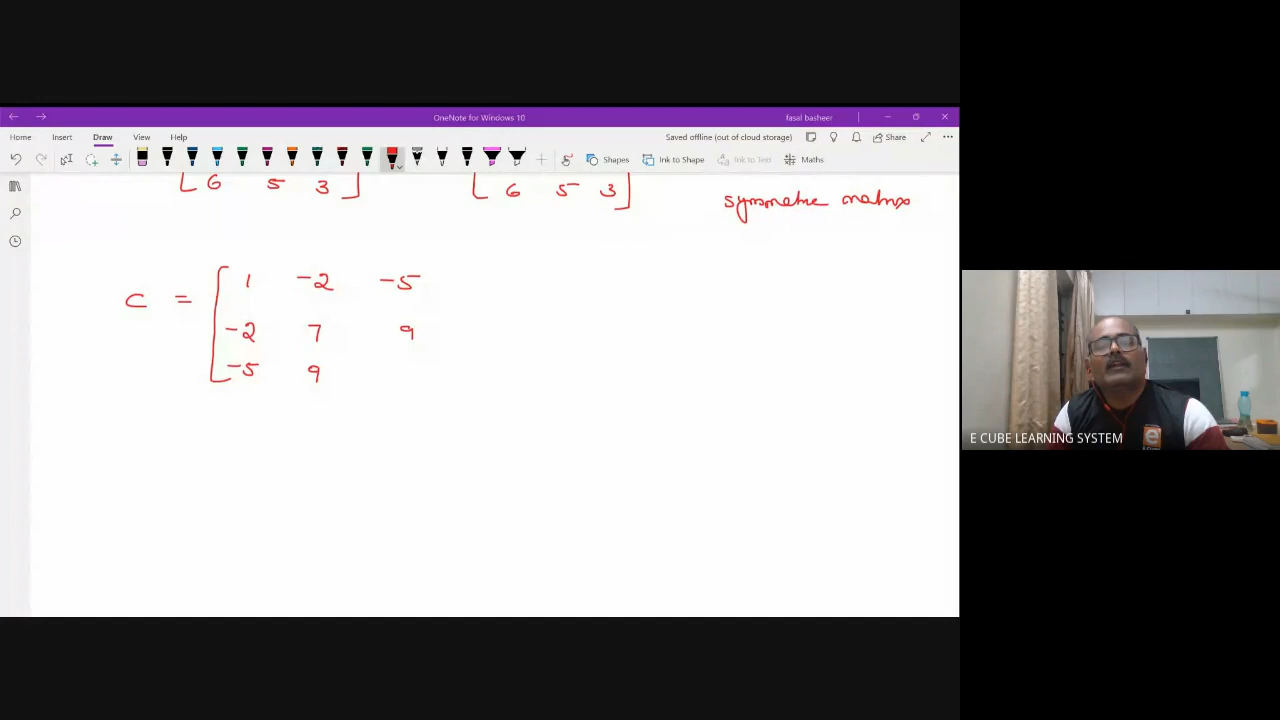 OneNote for Windows 10
fasal basheer
Home Insert Draw View Help
Saved offline (out of cloud storage)
Share
Shapes
Ink to Shape
Ink to Text
Maths
6 5 3
6 5 3
symmetric matrix
C = 1 -2 -5
-2 7 9
-5 9
E CUBE LEARNING SYSTEM
e